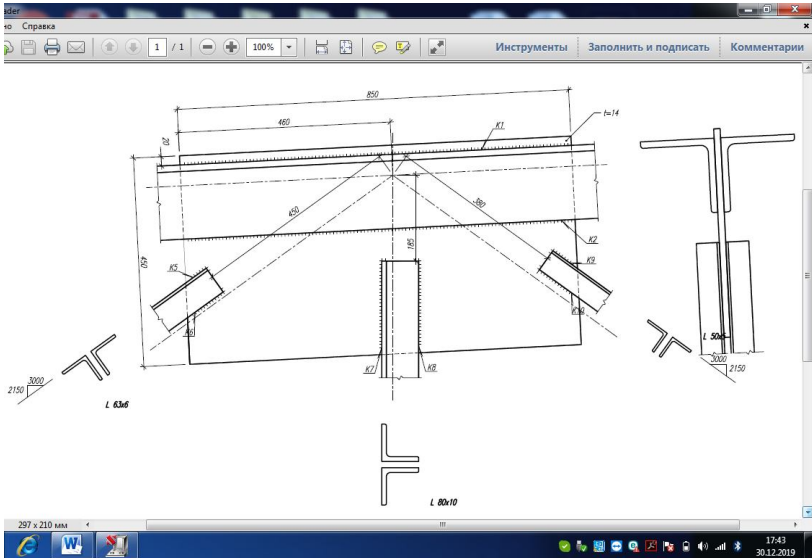 ader
но Справка
1 / 1 100% Инструменты Заполнить и подписать Комментарии
850
460
t=14
K1
20
450
380
185
K2
450
K5
K9
K6
K10
K7
K8
L 50x5
3000
2150
3000
2150
L 63x6
L 80x10
297 x 210 мм
17:43
30.12.2019